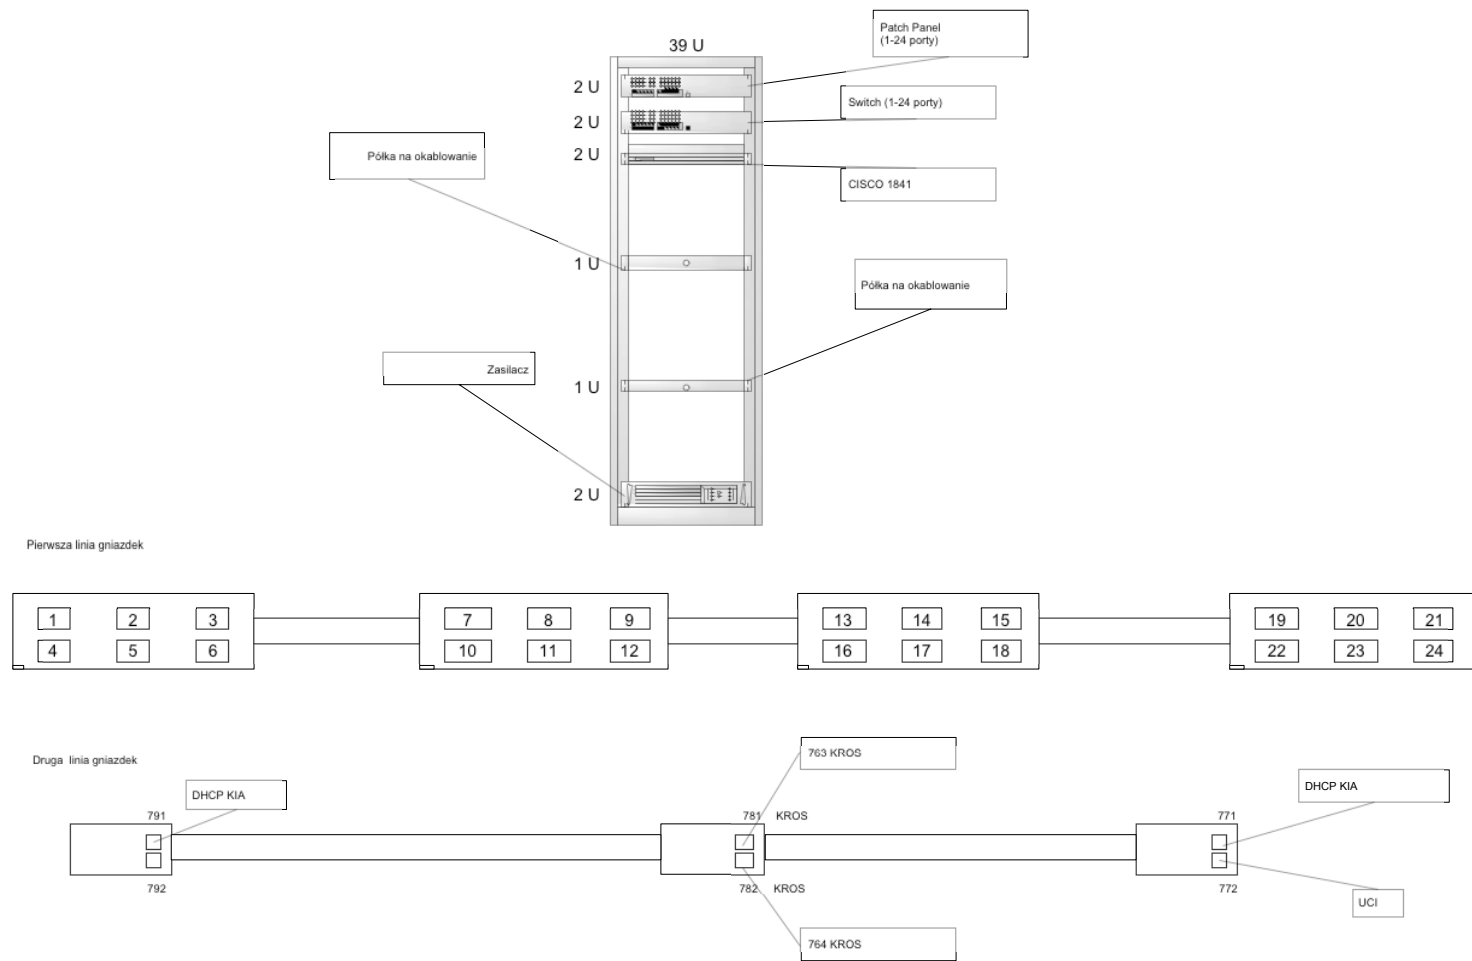 39 U
Patch Panel
(1-24 porty)
2 U
Switch (1-24 porty)
2 U
Półka na okablowanie
2 U
CISCO 1841
1 U
Półka na okablowanie
Zasilacz
1 U
2 U
Pierwsza linia gniazdek
1 2 3 7 8 9 13 14 15 19 20 21
4 5 6 10 11 12 16 17 18 22 23 24
Druga linia gniazdek
763 KROS
DHCP KIA
DHCP KIA
791 781 KROS 771
792 782 KROS 772
UCI
764 KROS